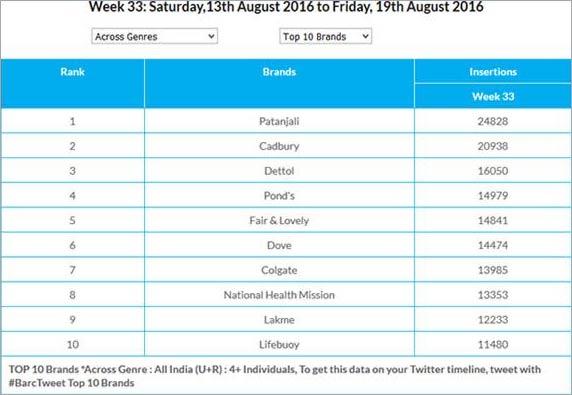 Week 33: Saturday,13th August 2016 to Friday, 19th August 2016
Across Genres Top 10 Brands
Rank Brands Insertions
Week 33
1 Patanjali 24828
2 Cadbury 20938
3 Dettol 16050
4 Pond's 14979
5 Fair & Lovely 14841
6 Dove 14474
7 Colgate 13985
8 National Health Mission 13353
9 Lakme 12233
10 Lifebuoy 11480
TOP 10 Brands *Across Genre : All India (U+R) : 4+ Individuals, To get this data on your Twitter timeline, tweet with
#BarcTweet Top 10 Brands